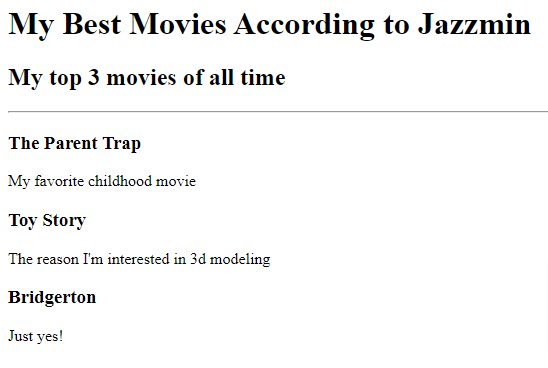 My Best Movies According to Jazzmin
My top 3 movies of all time
The Parent Trap
My favorite childhood movie
Toy Story
The reason I'm interested in 3d modeling
Bridgerton
Just yes!